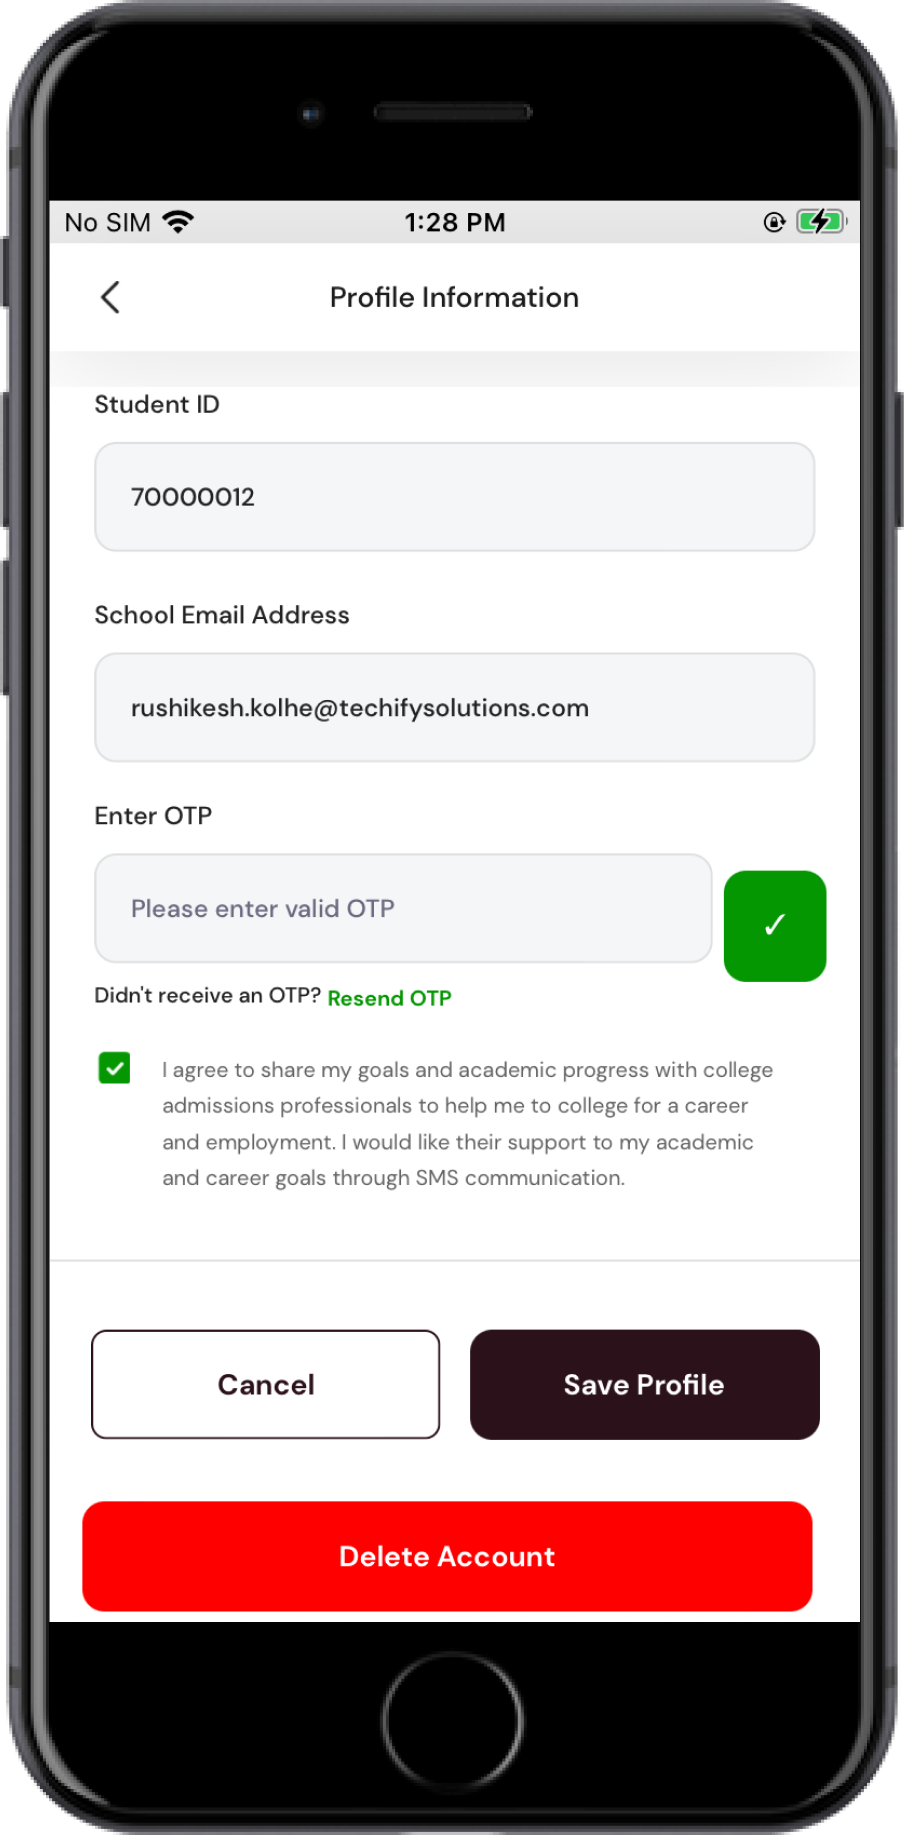 No SIM 1:28 PM
Profile Information
Student ID
70000012
School Email Address
rushikesh.kolhe@techifysolutions.com
Enter OTP
Please enter valid OTP
✓
Didn't receive an OTP? Resend OTP
I agree to share my goals and academic progress with college
admissions professionals to help me to college for a career
and employment. I would like their support to my academic
and career goals through SMS communication.
Cancel Save Profile
Delete Account